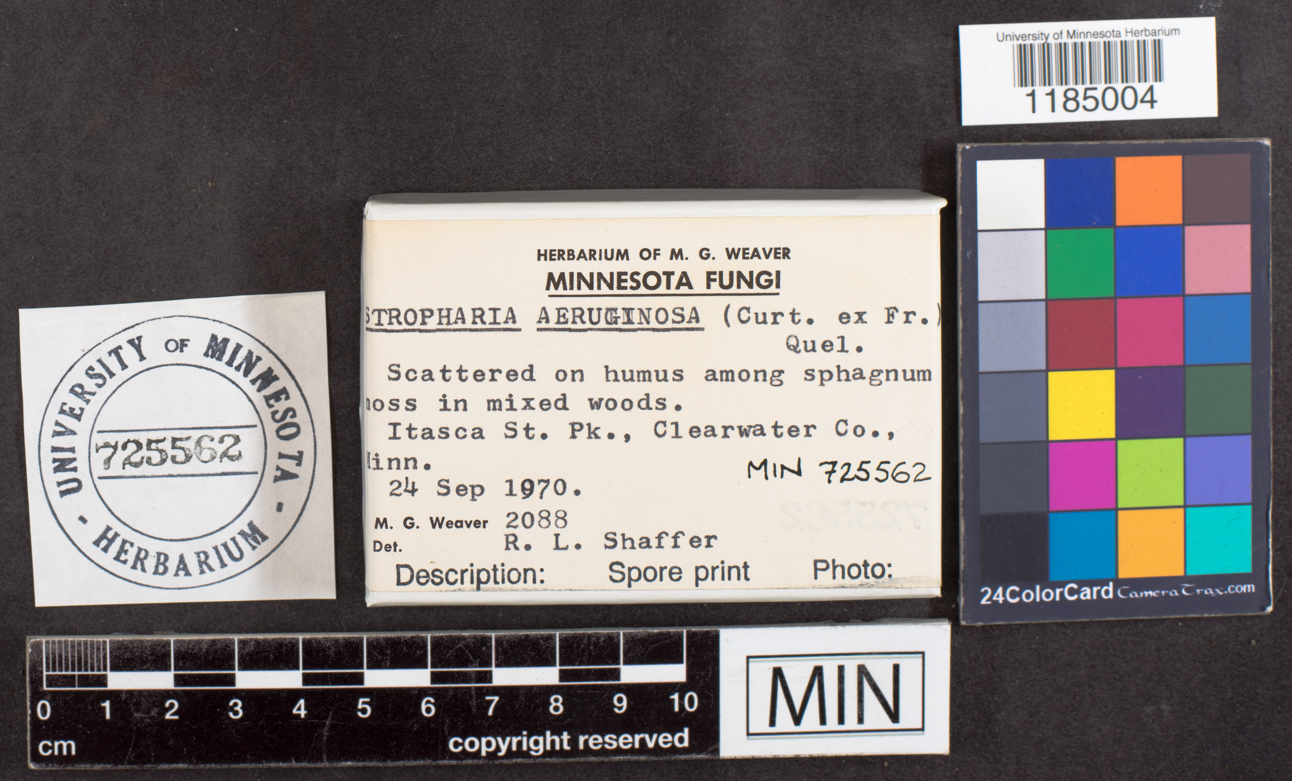 University of Minnesota Herbarium
1185004
HERBARIUM OF M. G. WEAVER
MINNESOTA FUNGI
STROPHARIA AERUGINOSA (Curt. ex Fr.)
Quel.
Scattered on humus among sphagnum
moss in mixed woods.
Itasca St. Pk., Clearwater Co.,
Minn.
MIN 725562
24 Sep 1970.
M. G. Weaver 2088
Det. R. L. Shaffer
Description: Spore print Photo:
UNIVERSITY OF MINNESOTA
725562
- HERBARIUM -
24ColorCard CameraTrax.com
0 1 2 3 4 5 6 7 8 9 10
cm
copyright reserved
MIN